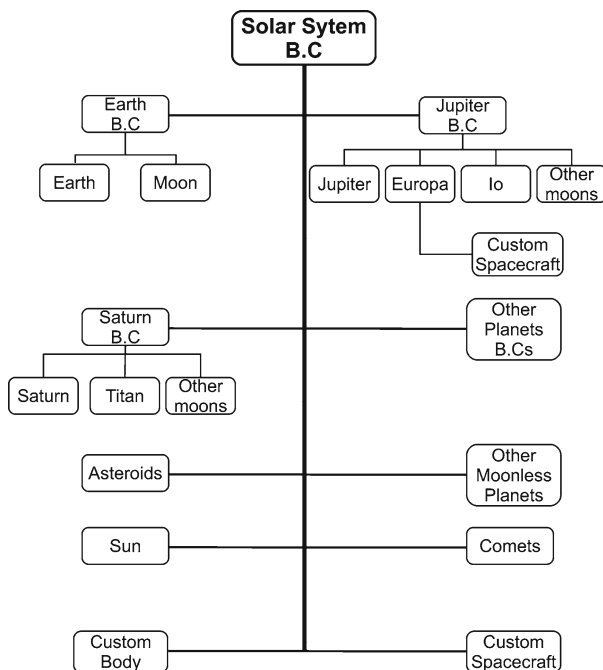 Solar Sytem
B.C
Earth
B.C
Jupiter
B.C
Earth
Moon
Jupiter
Europa
Io
Other
moons
Custom
Spacecraft
Saturn
B.C
Other
Planets
B.Cs
Saturn
Titan
Other
moons
Asteroids
Other
Moonless
Planets
Sun
Comets
Custom
Body
Custom
Spacecraft